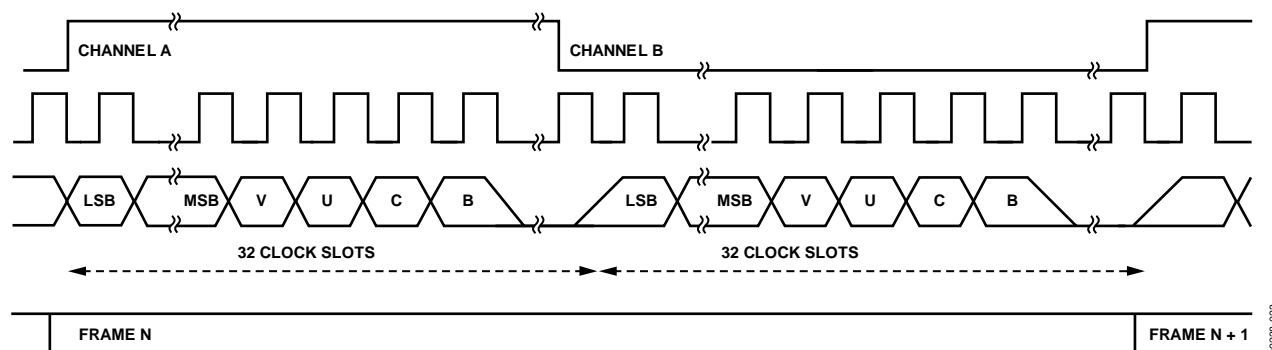 CHANNEL A
CHANNEL B
LSB
MSB
V
U
C
B
LSB
MSB
V
U
C
B
32 CLOCK SLOTS
32 CLOCK SLOTS
FRAME N
FRAME N + 1